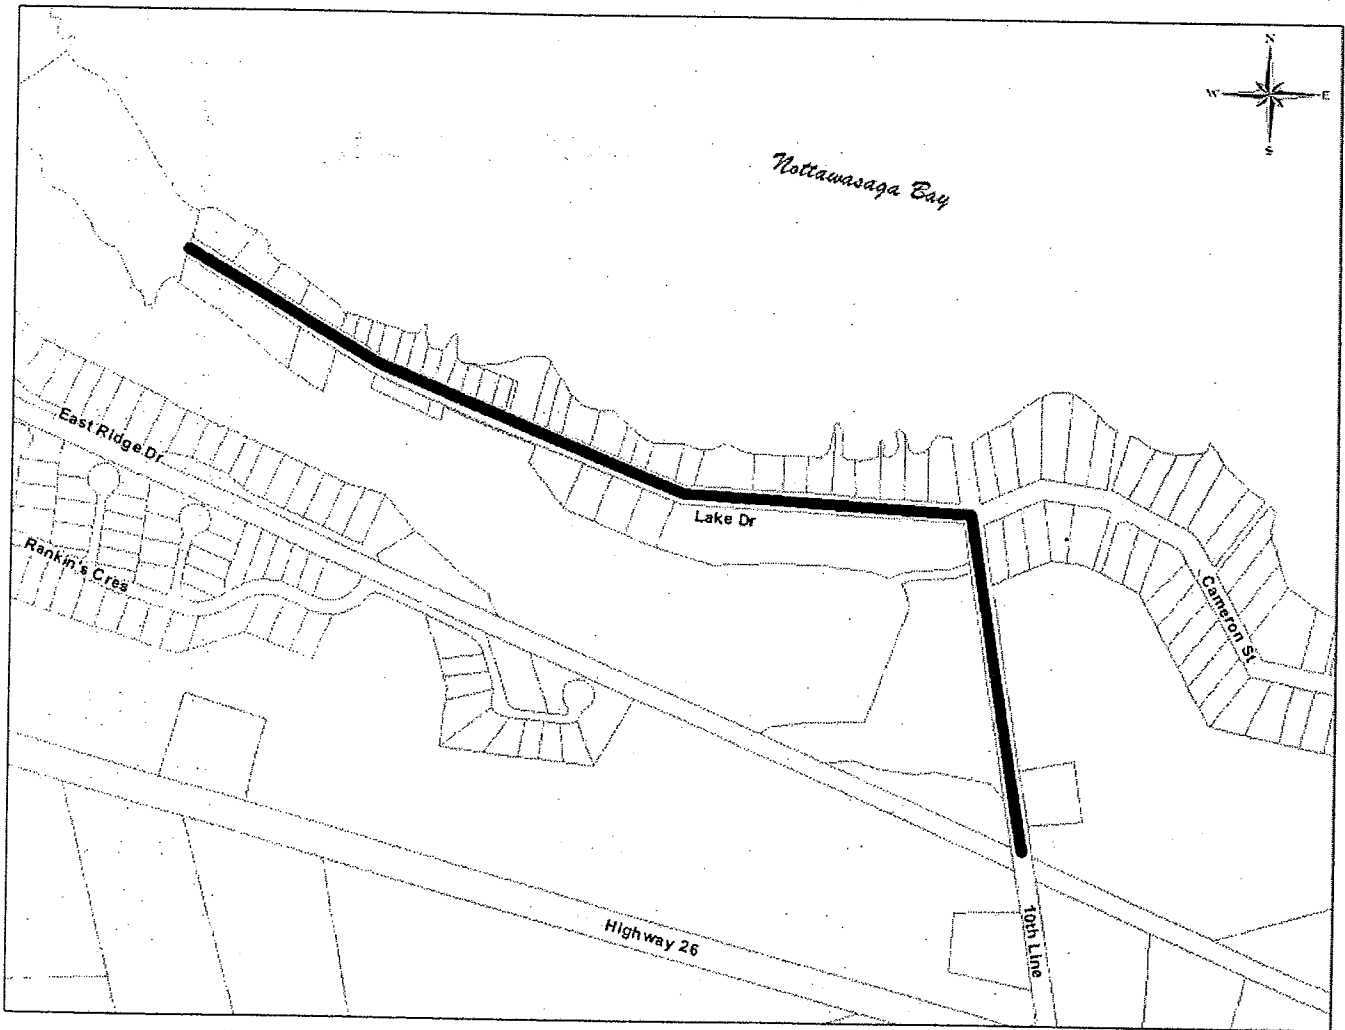 N
W E
S
Nottawasaga Bay
East Ridge Dr
Rankin's Cres
Lake Dr
Cameron St
10th Line
Highway 26